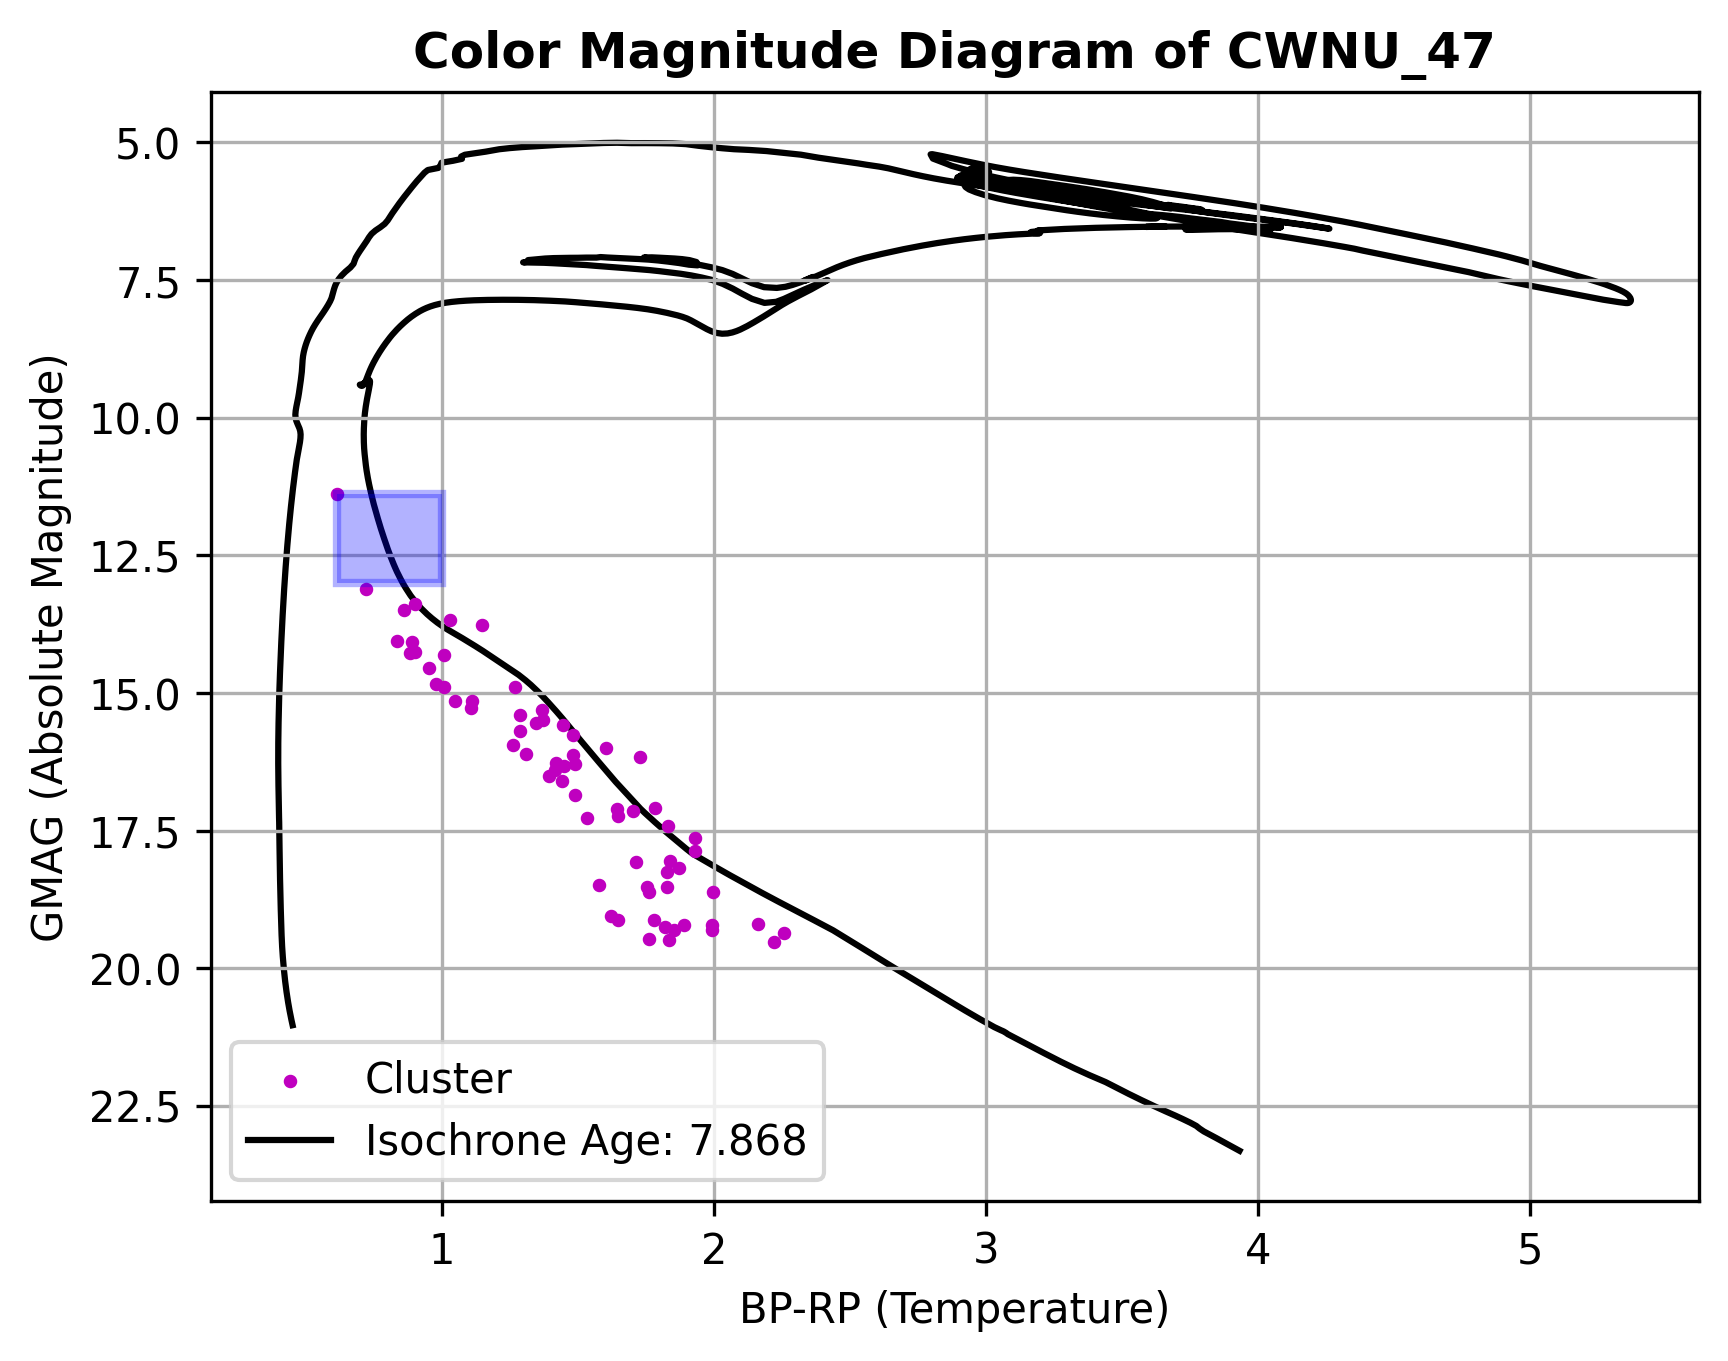 Color Magnitude Diagram of CWNU_47
GMAG (Absolute Magnitude)
5.0
7.5
10.0
12.5
15.0
17.5
20.0
22.5
Cluster
Isochrone Age: 7.868
1
2
3
4
5
BP-RP (Temperature)